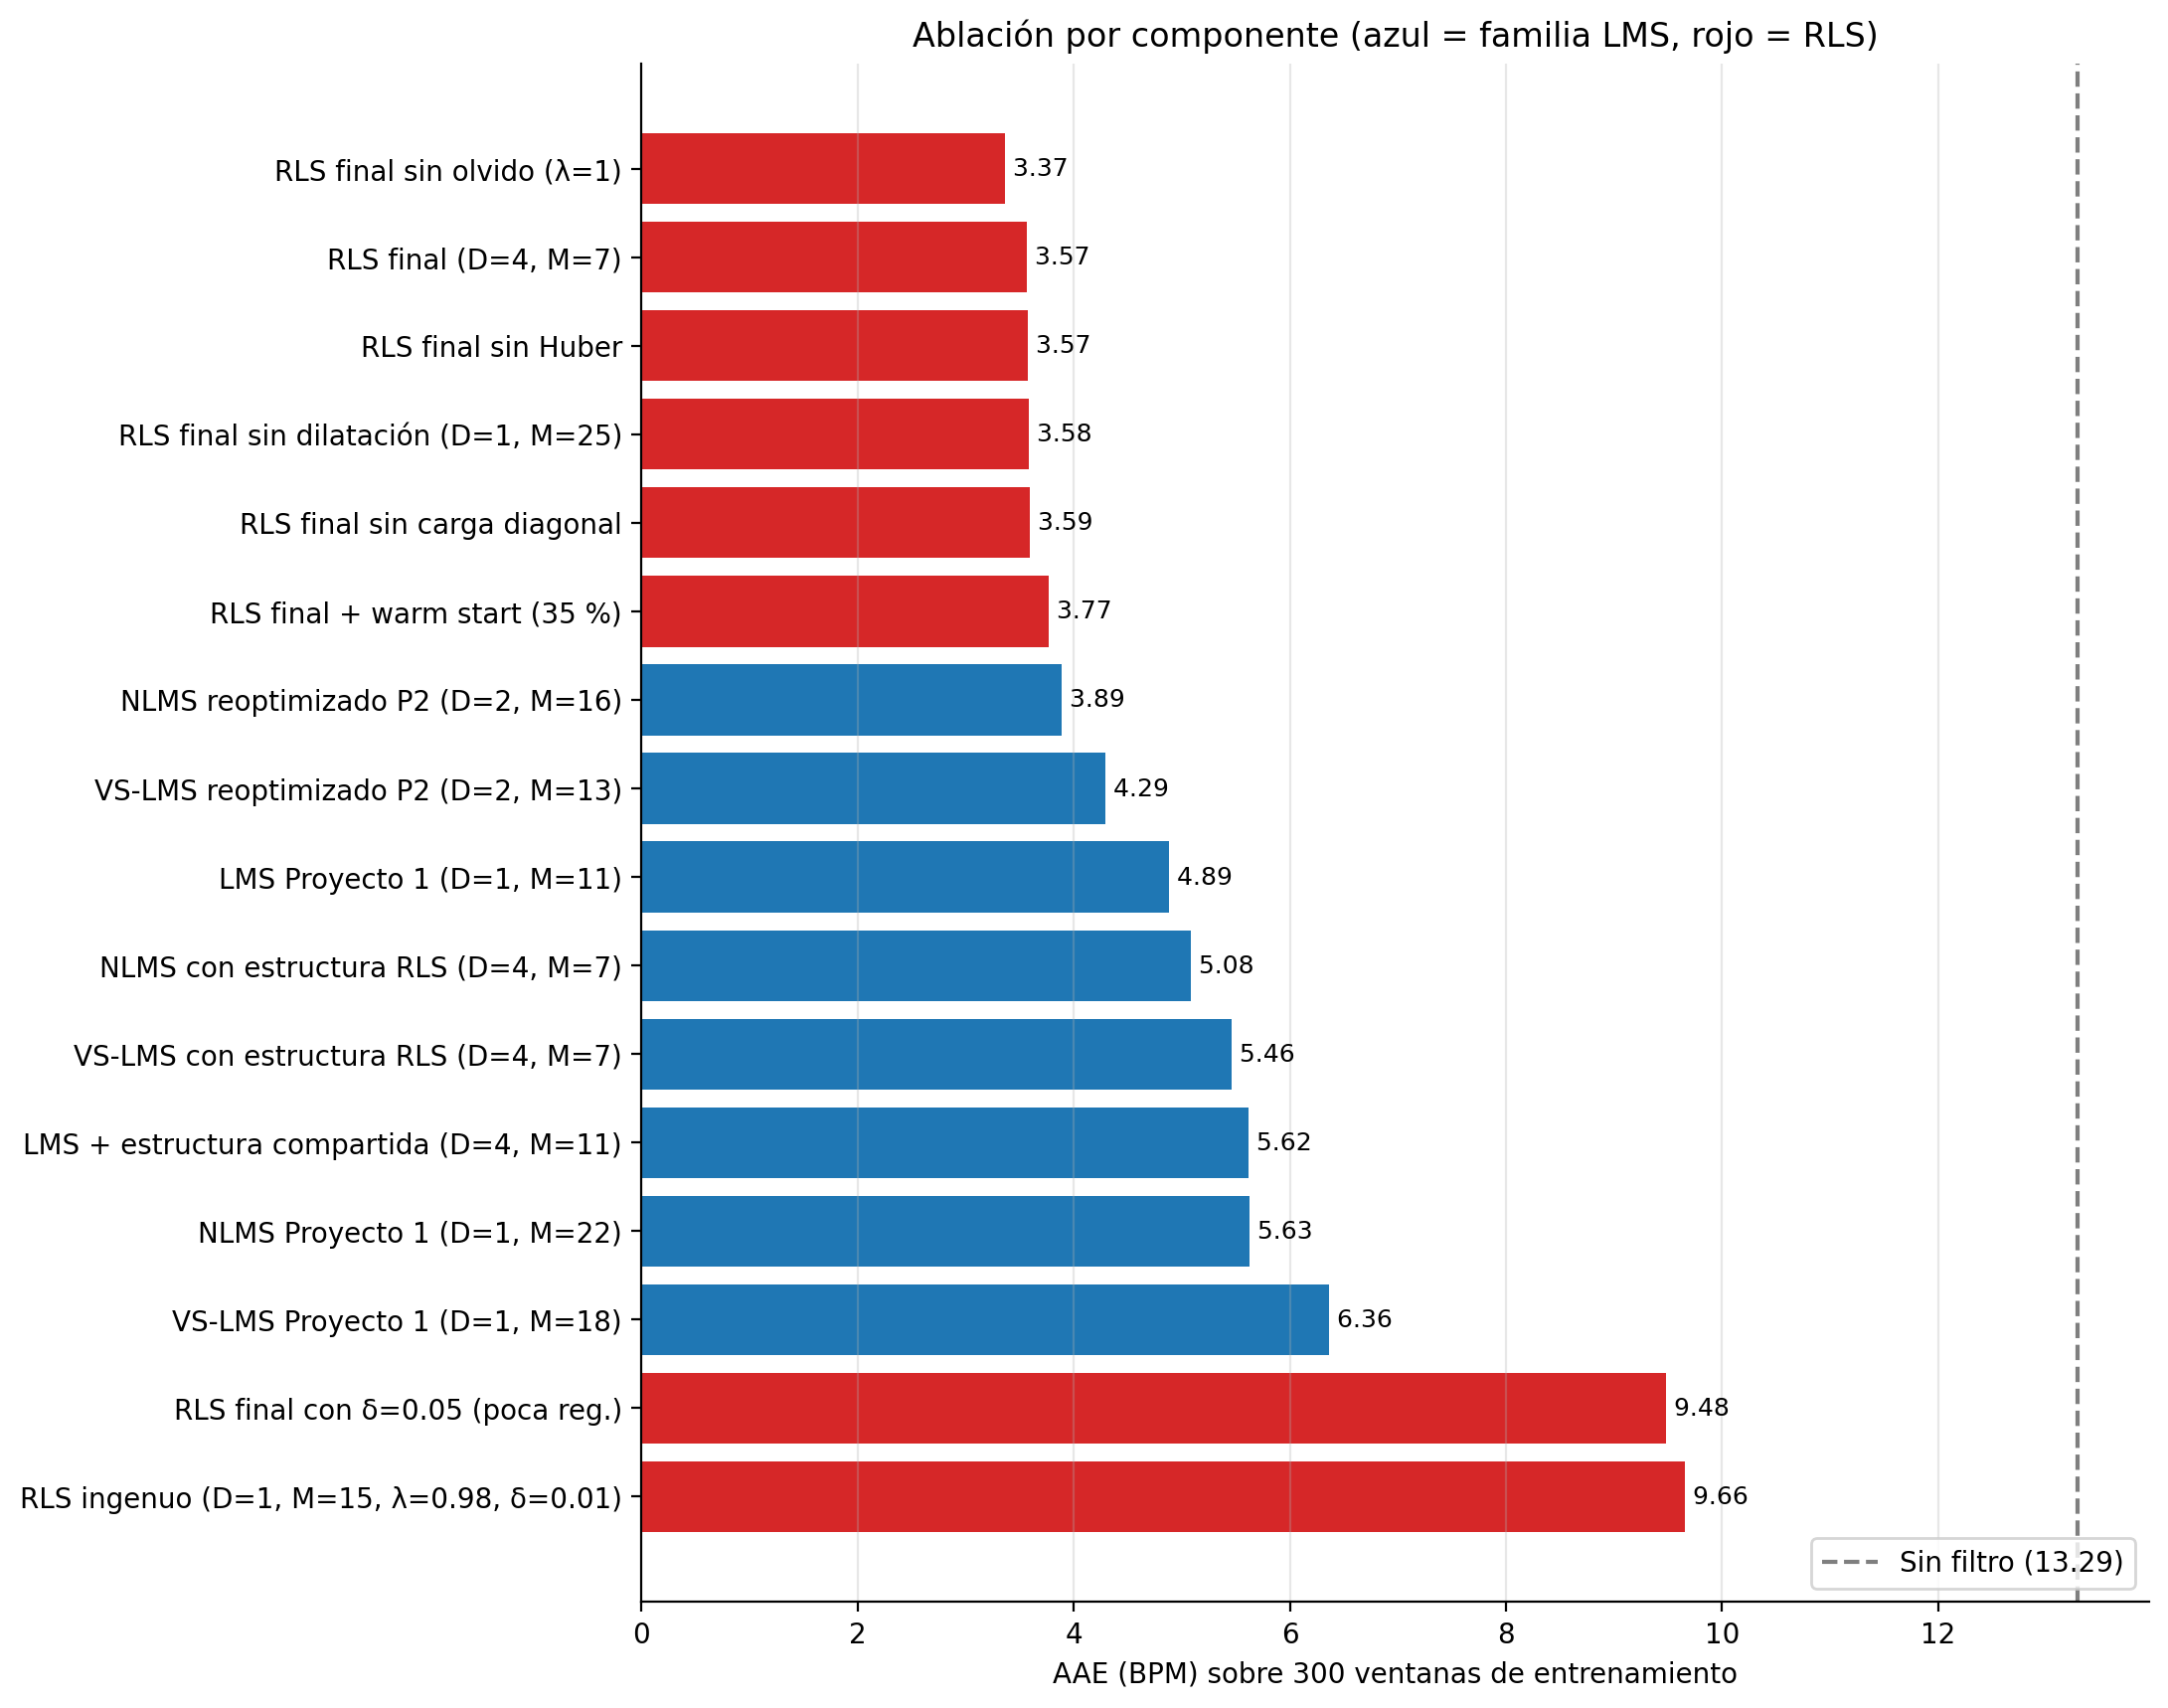 Ablación por componente (azul = familia LMS, rojo = RLS)
RLS final sin olvido (λ=1) 3.37
RLS final (D=4, M=7) 3.57
RLS final sin Huber 3.57
RLS final sin dilatación (D=1, M=25) 3.58
RLS final sin carga diagonal 3.59
RLS final + warm start (35 %) 3.77
NLMS reoptimizado P2 (D=2, M=16) 3.89
VS-LMS reoptimizado P2 (D=2, M=13) 4.29
LMS Proyecto 1 (D=1, M=11) 4.89
NLMS con estructura RLS (D=4, M=7) 5.08
VS-LMS con estructura RLS (D=4, M=7) 5.46
LMS + estructura compartida (D=4, M=11) 5.62
NLMS Proyecto 1 (D=1, M=22) 5.63
VS-LMS Proyecto 1 (D=1, M=18) 6.36
RLS final con δ=0.05 (poca reg.) 9.48
RLS ingenuo (D=1, M=15, λ=0.98, δ=0.01) 9.66
Sin filtro (13.29)
0 2 4 6 8 10 12
AAE (BPM) sobre 300 ventanas de entrenamiento